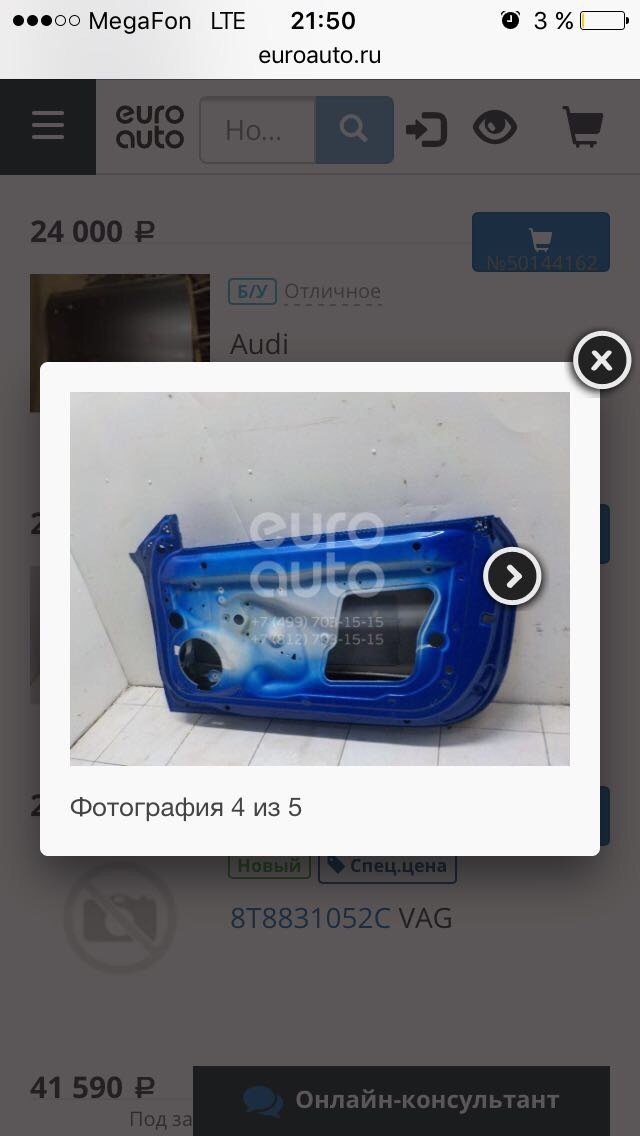 MegaFon LTE 21:50 3 %
euroauto.ru
euro
auto
Но...
24 000 ₽
№50144162
Б/У Отличное
Audi
euro
auto
+7 (499) 703-15-15
+7 (812) 703-15-15
Фотография 4 из 5
Новый Спец.цена
8T8831052C VAG
41 590 ₽
Онлайн-консультант
Под за